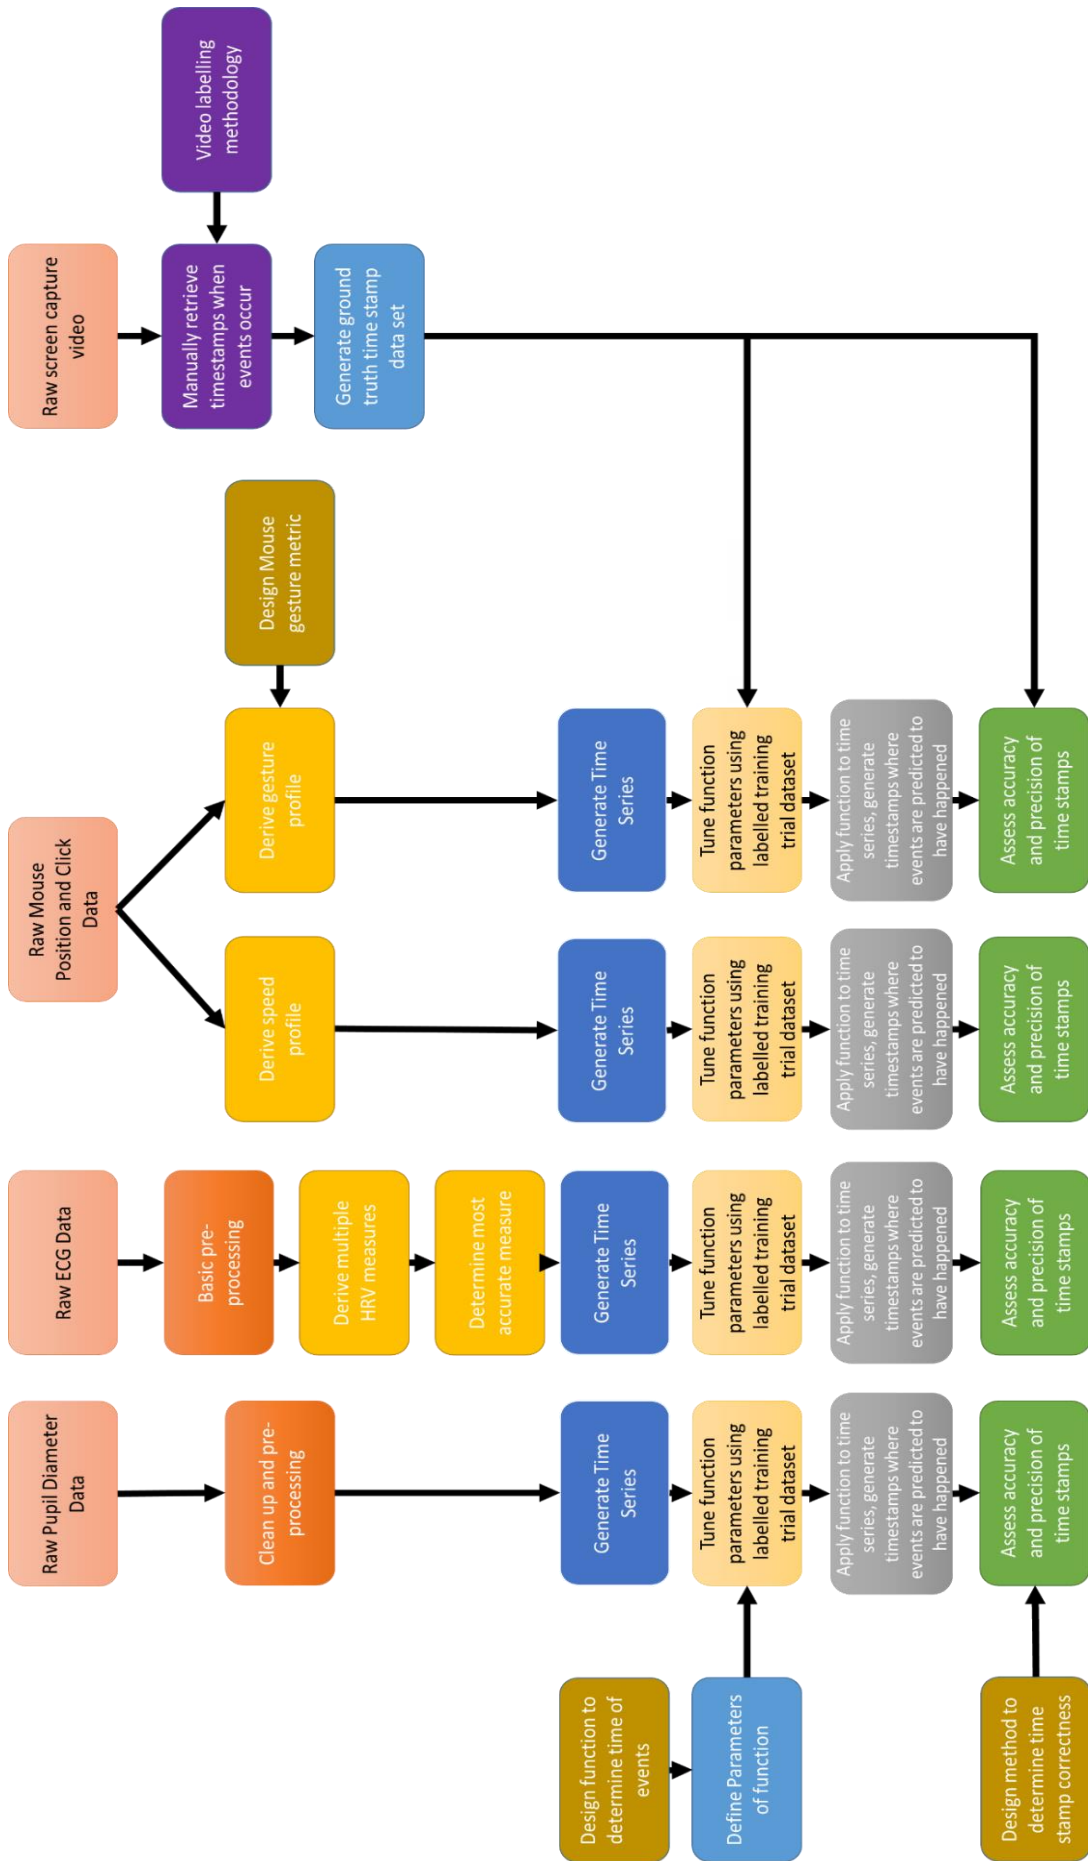 Raw Pupil Diameter
Data
Raw ECG Data
Raw Mouse
Position and Click
Data
Raw screen capture
video
Clean up and pre-
processing
Basic pre-
processing
Derive multiple
HRV measures
Determine most
accurate measure
Derive speed
profile
Derive gesture
profile
Design Mouse
gesture metric
Manually retrieve
timestamps when
events occur
Video labelling
methodology
Generate ground
truth time stamp
data set
Design function to
determine time of
events
Generate Time
Series
Generate Time
Series
Generate Time
Series
Generate Time
Series
Define Parameters
of function
Tune function
parameters using
labelled training
trial dataset
Tune function
parameters using
labelled training
trial dataset
Tune function
parameters using
labelled training
trial dataset
Tune function
parameters using
labelled training
trial dataset
Apply function to time
series, generate
timestamps where
events are predicted to
have happened
Apply function to time
series, generate
timestamps where
events are predicted to
have happened
Apply function to time
series, generate
timestamps where
events are predicted to
have happened
Apply function to time
series, generate
timestamps where
events are predicted to
have happened
Design method to
determine time
stamp correctness
Assess accuracy
and precision of
time stamps
Assess accuracy
and precision of
time stamps
Assess accuracy
and precision of
time stamps
Assess accuracy
and precision of
time stamps